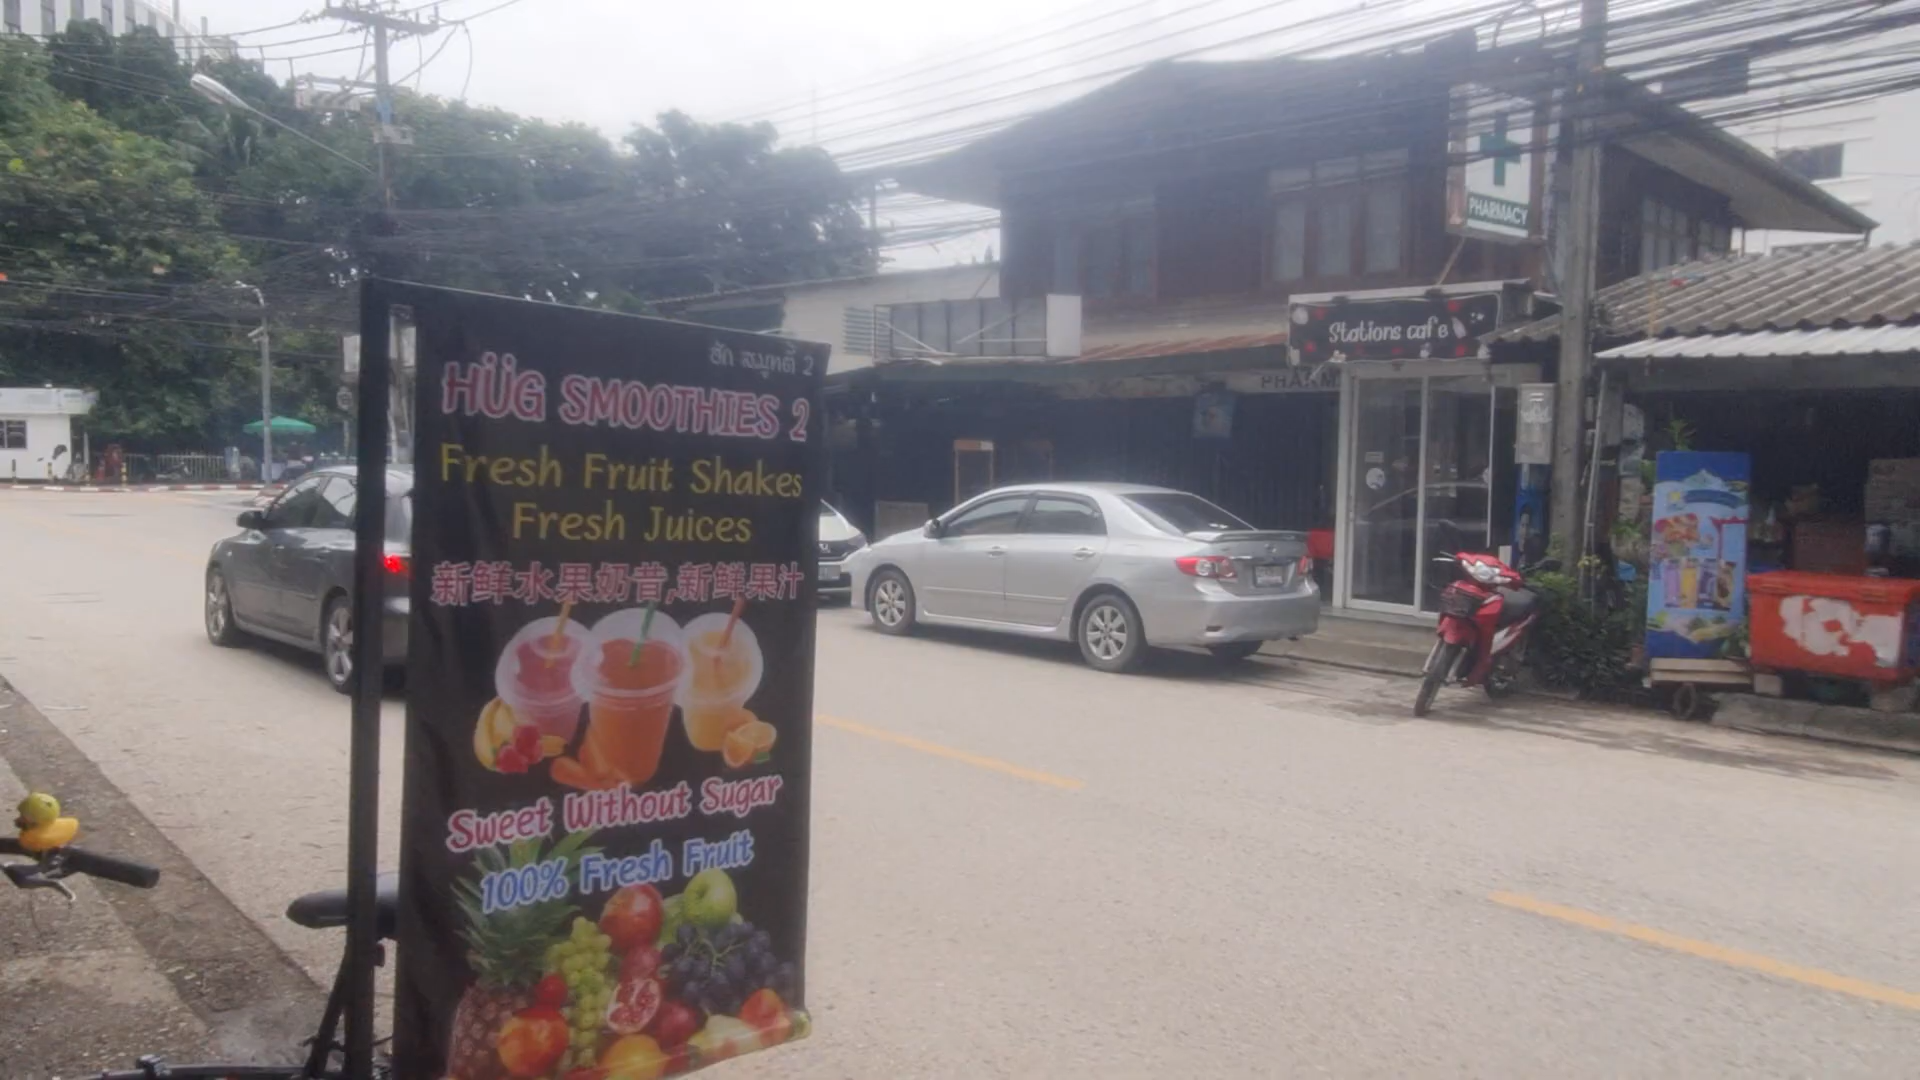 ฮัก สมูทตี้ 2
HÜG SMOOTHIES 2
Fresh Fruit Shakes
Fresh Juices
新鲜水果奶昔,新鲜果汁
Sweet Without Sugar
100% Fresh Fruit
PHARMACY
Stations cafe
PHARM